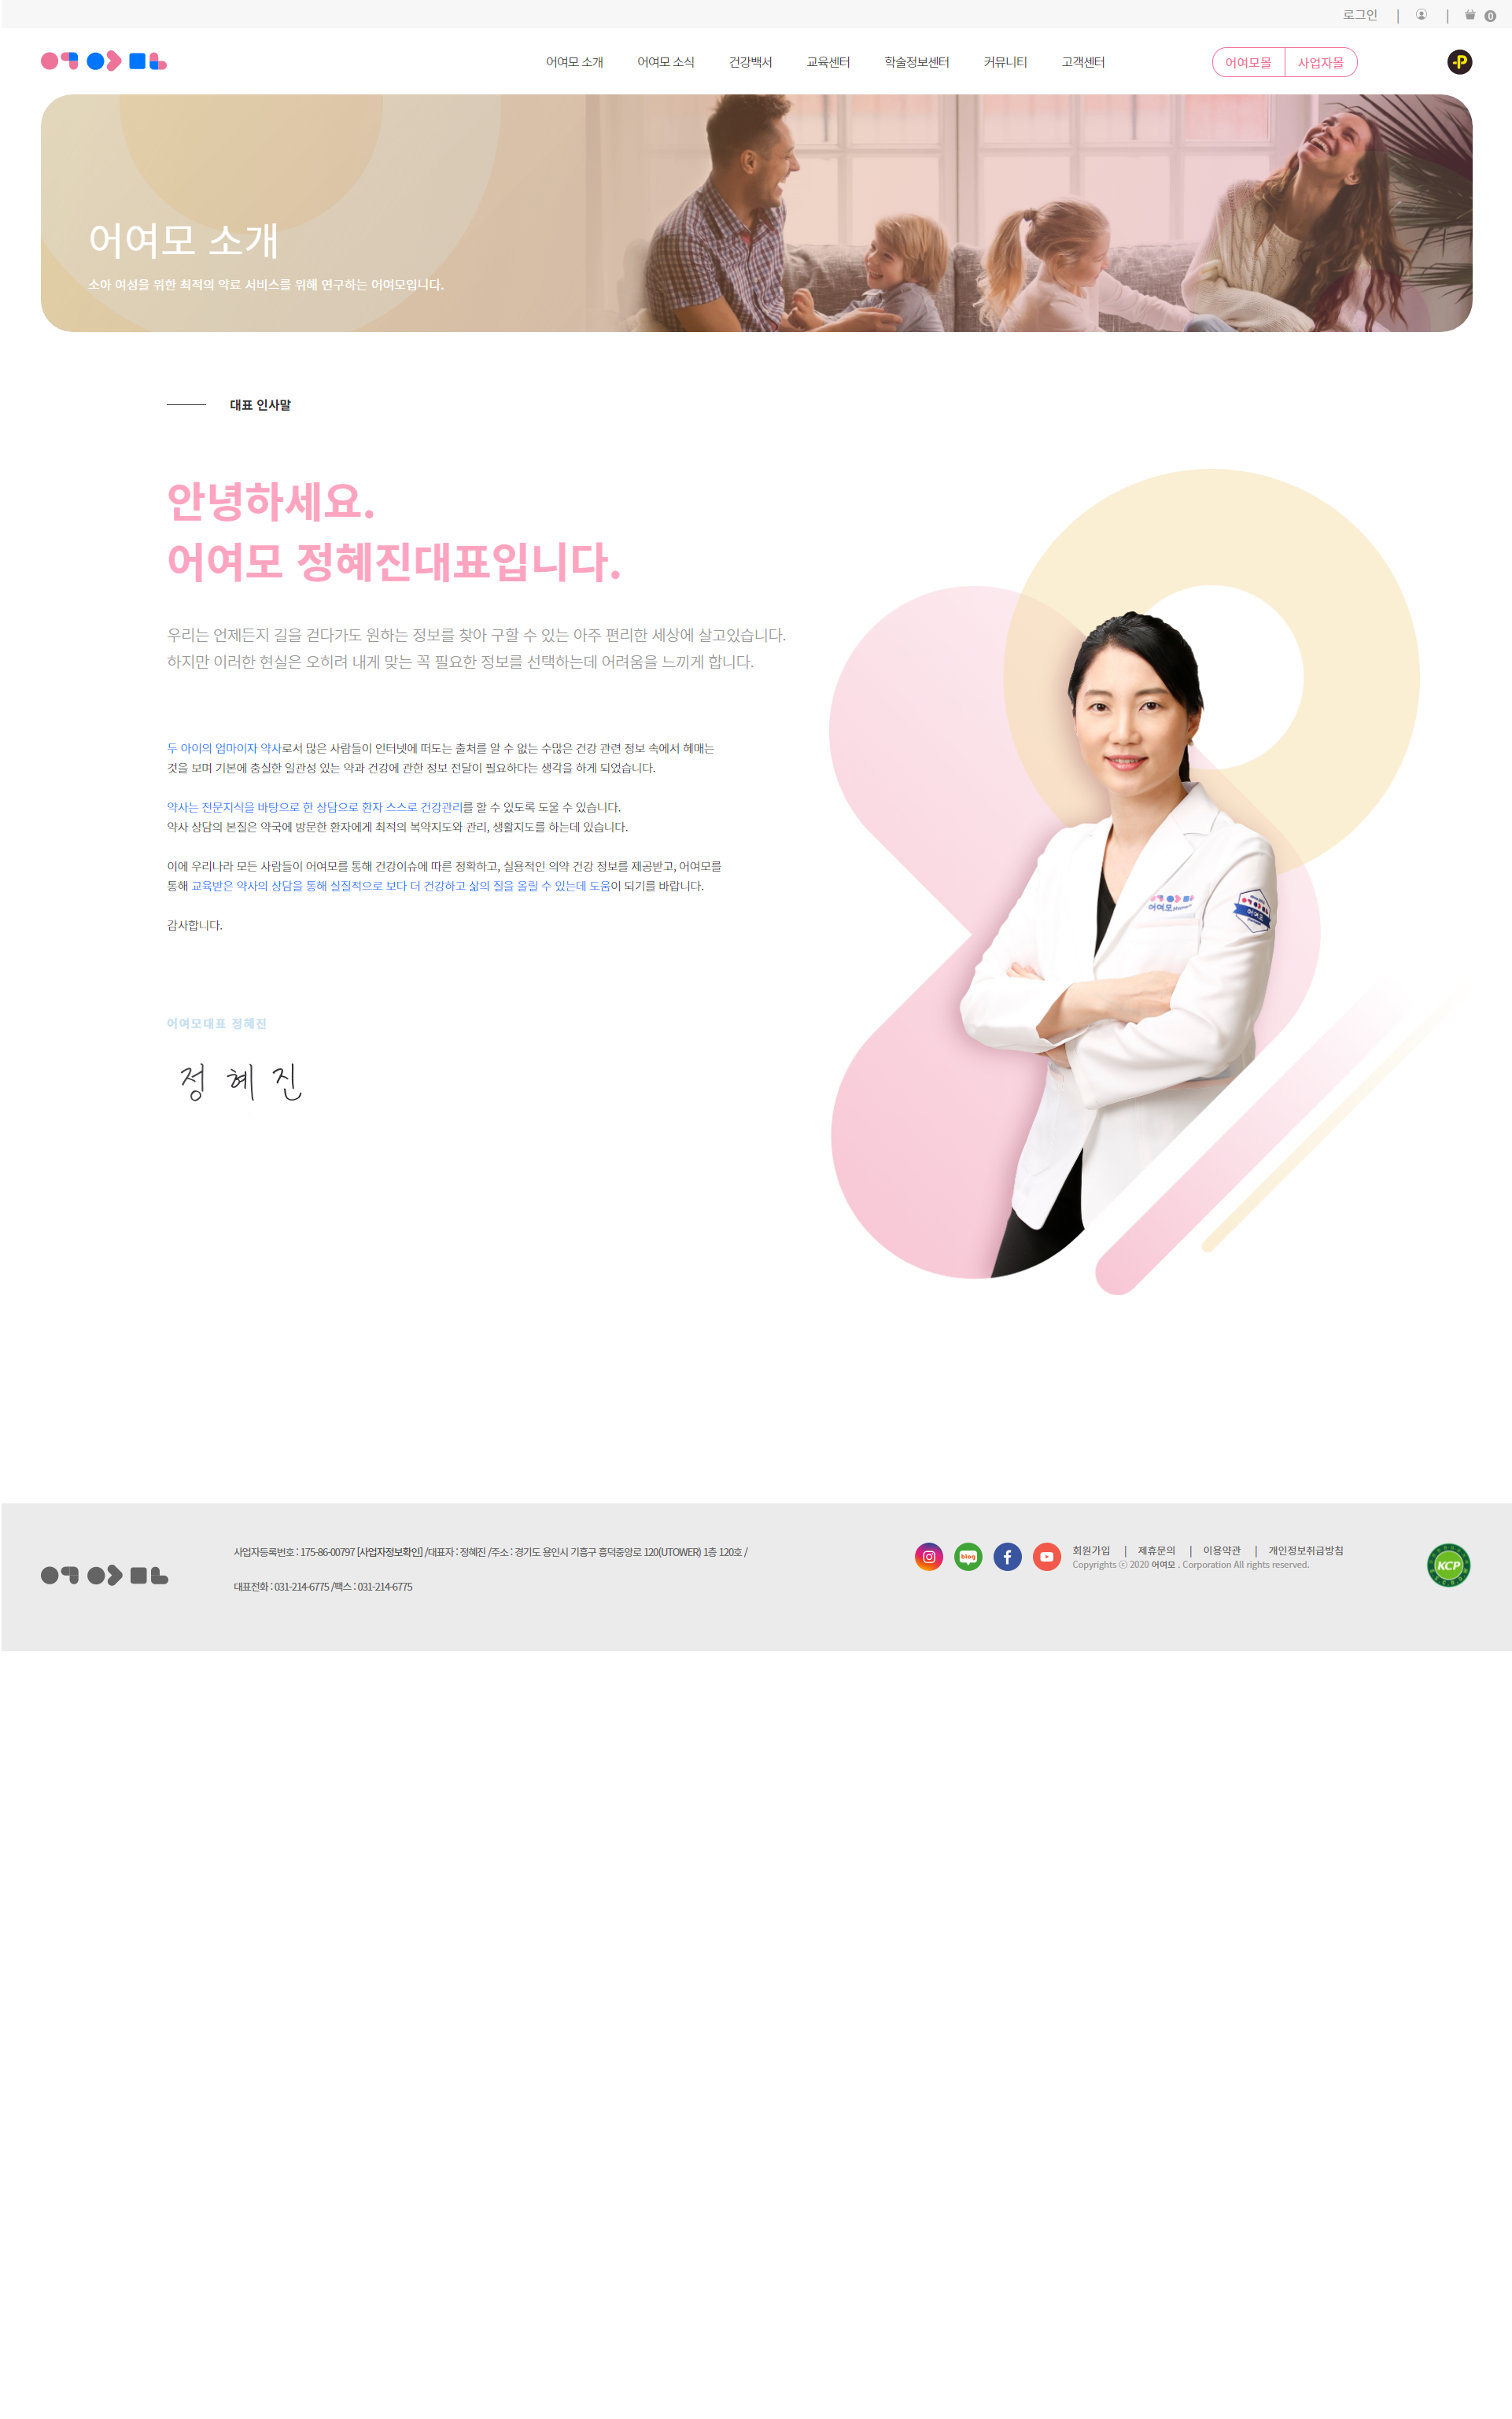 로그인 | | 0
어여모
어여모 소개 어여모 소식 건강백서 교육센터 학술정보센터 커뮤니티 고객센터 어여모몰 사업자몰 P
어여모 소개
소아 여성을 위한 최적의 약료 서비스를 위해 연구하는 어여모입니다.
대표 인사말
안녕하세요.
어여모 정혜진대표입니다.
우리는 언제든지 길을 걷다가도 원하는 정보를 찾아 구할 수 있는 아주 편리한 세상에 살고있습니다.
하지만 이러한 현실은 오히려 내게 맞는 꼭 필요한 정보를 선택하는데 어려움을 느끼게 합니다.
두 아이의 엄마이자 약사로서 많은 사람들이 인터넷에 떠도는 출처를 알 수 없는 수많은 건강 관련 정보 속에서 헤매는
것을 보며 기본에 충실한 일관성 있는 약과 건강에 관한 정보 전달이 필요하다는 생각을 하게 되었습니다.
약사는 전문지식을 바탕으로 한 상담으로 환자 스스로 건강관리를 할 수 있도록 도울 수 있습니다.
약사 상담의 본질은 약국에 방문한 환자에게 최적의 복약지도와 관리, 생활지도를 하는데 있습니다.
이에 우리나라 모든 사람들이 어여모를 통해 건강이슈에 따른 정확하고, 실용적인 의약 건강 정보를 제공받고, 어여모를
통해 교육받은 약사의 상담을 통해 실질적으로 보다 더 건강하고 삶의 질을 올릴 수 있는데 도움이 되기를 바랍니다.
감사합니다.
어여모대표 정혜진
정 혜 진
어여모
어여모
사업자등록번호 : 175-86-00797 [사업자정보확인] /대표자 : 정혜진 /주소 : 경기도 용인시 기흥구 흥덕중앙로 120(UTOWER) 1층 120호 /
대표전화 : 031-214-6775 /팩스 : 031-214-6775
blog
회원가입 | 제휴문의 | 이용약관 | 개인정보취급방침
Copyrights ⓒ 2020 어여모 . Corporation All rights reserved.
KCP